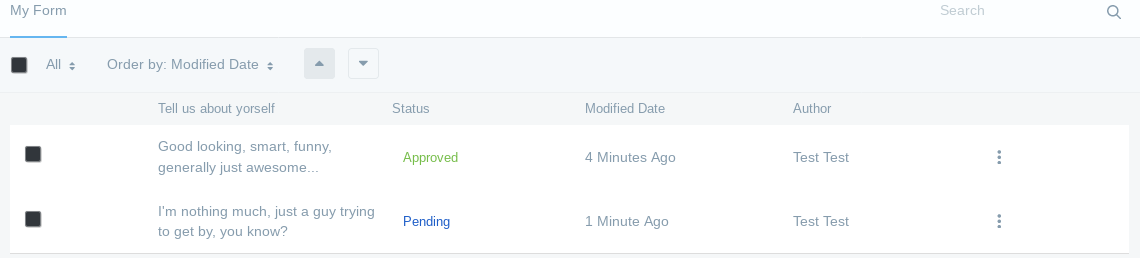 My Form
Search
All
Order by: Modified Date
Tell us about yorself
Status
Modified Date
Author
Good looking, smart, funny,
generally just awesome...
Approved
4 Minutes Ago
Test Test
I'm nothing much, just a guy trying
to get by, you know?
Pending
1 Minute Ago
Test Test